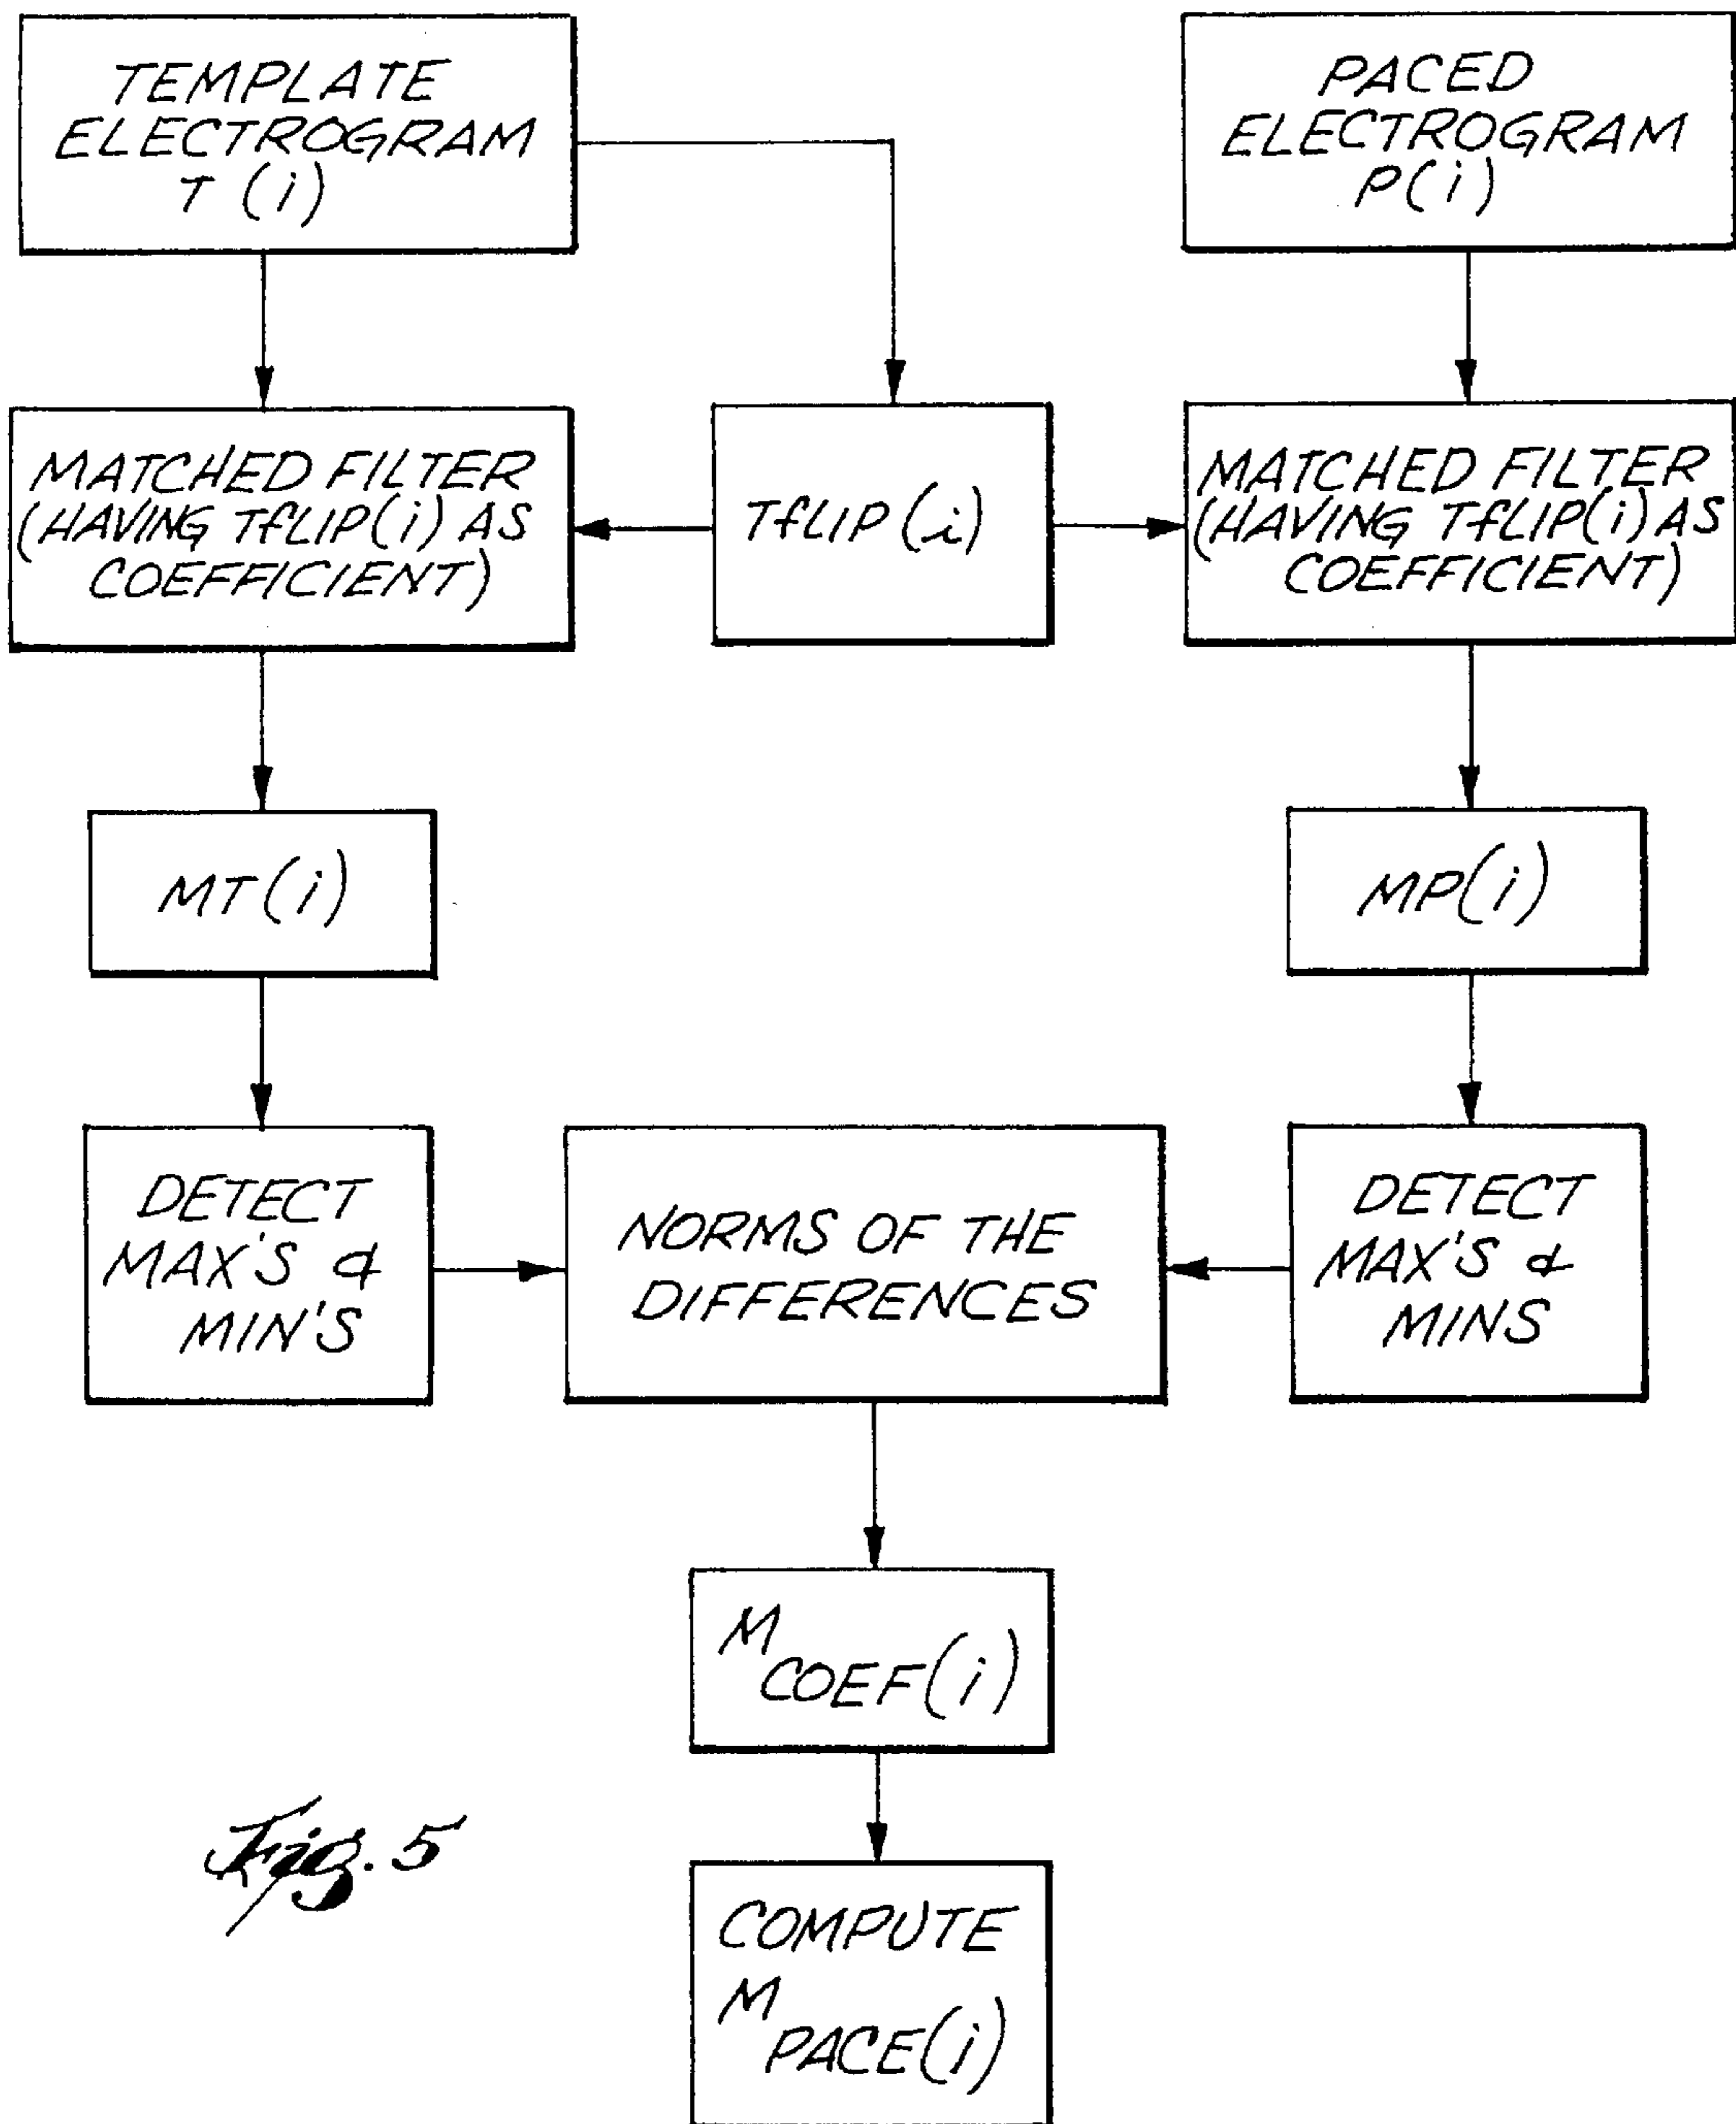 TEMPLATE
ELECTROGRAM
T(i)
PACED
ELECTROGRAM
P(i)
MATCHED FILTER
(HAVING TfLIP(i) AS
COEFFICIENT)
TfLIP(i)
MATCHED FILTER
(HAVING TfLIP(i) AS
COEFFICIENT)
MT(i)
MP(i)
DETECT
MAX'S &
MIN'S
NORMS OF THE
DIFFERENCES
DETECT
MAX'S &
MINS
M
COEF(i)
COMPUTE
M
PACE(i)
Fig. 5